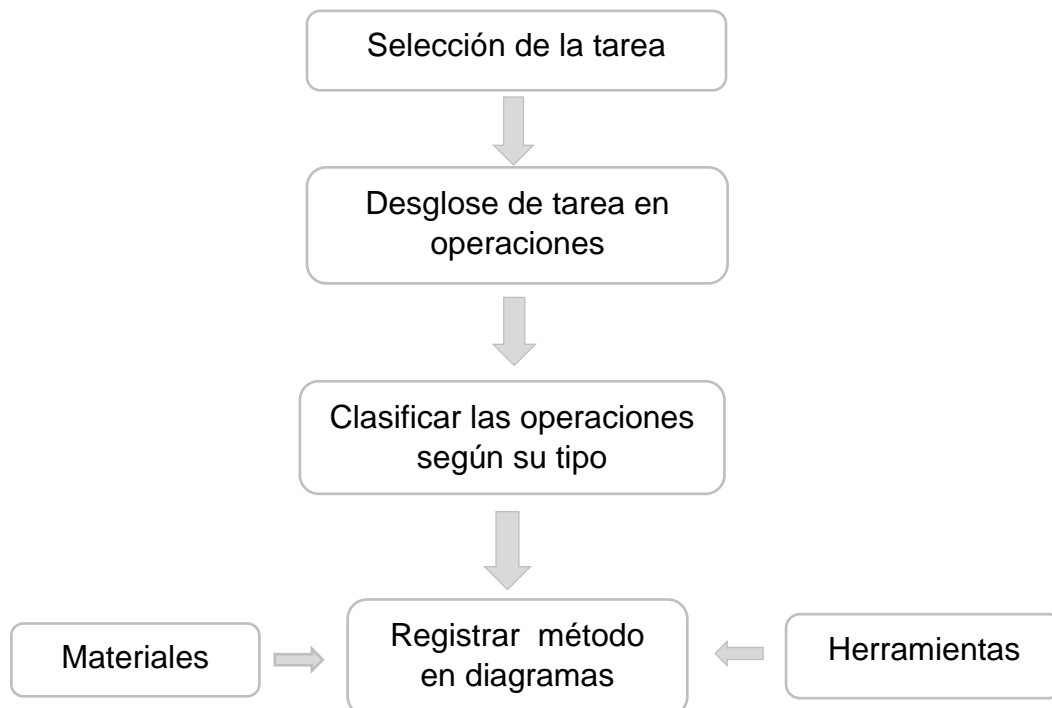 Selección de la tarea
Desglose de tarea en
operaciones
Clasificar las operaciones
según su tipo
Materiales
Registrar método
en diagramas
Herramientas